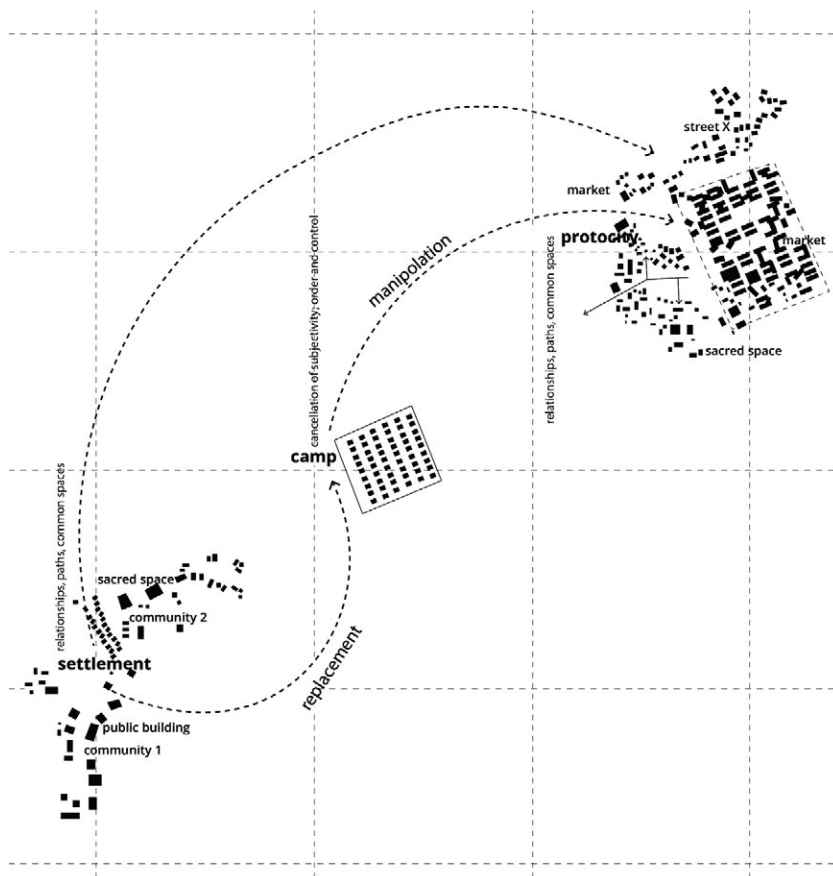 street X
market
protocity
market
sacred space
relationships, paths, common spaces
manipolation
cancellation of subjectivity; order and control
camp
relationships, paths, common spaces
sacred space
community 2
settlement
replacement
public building
community 1